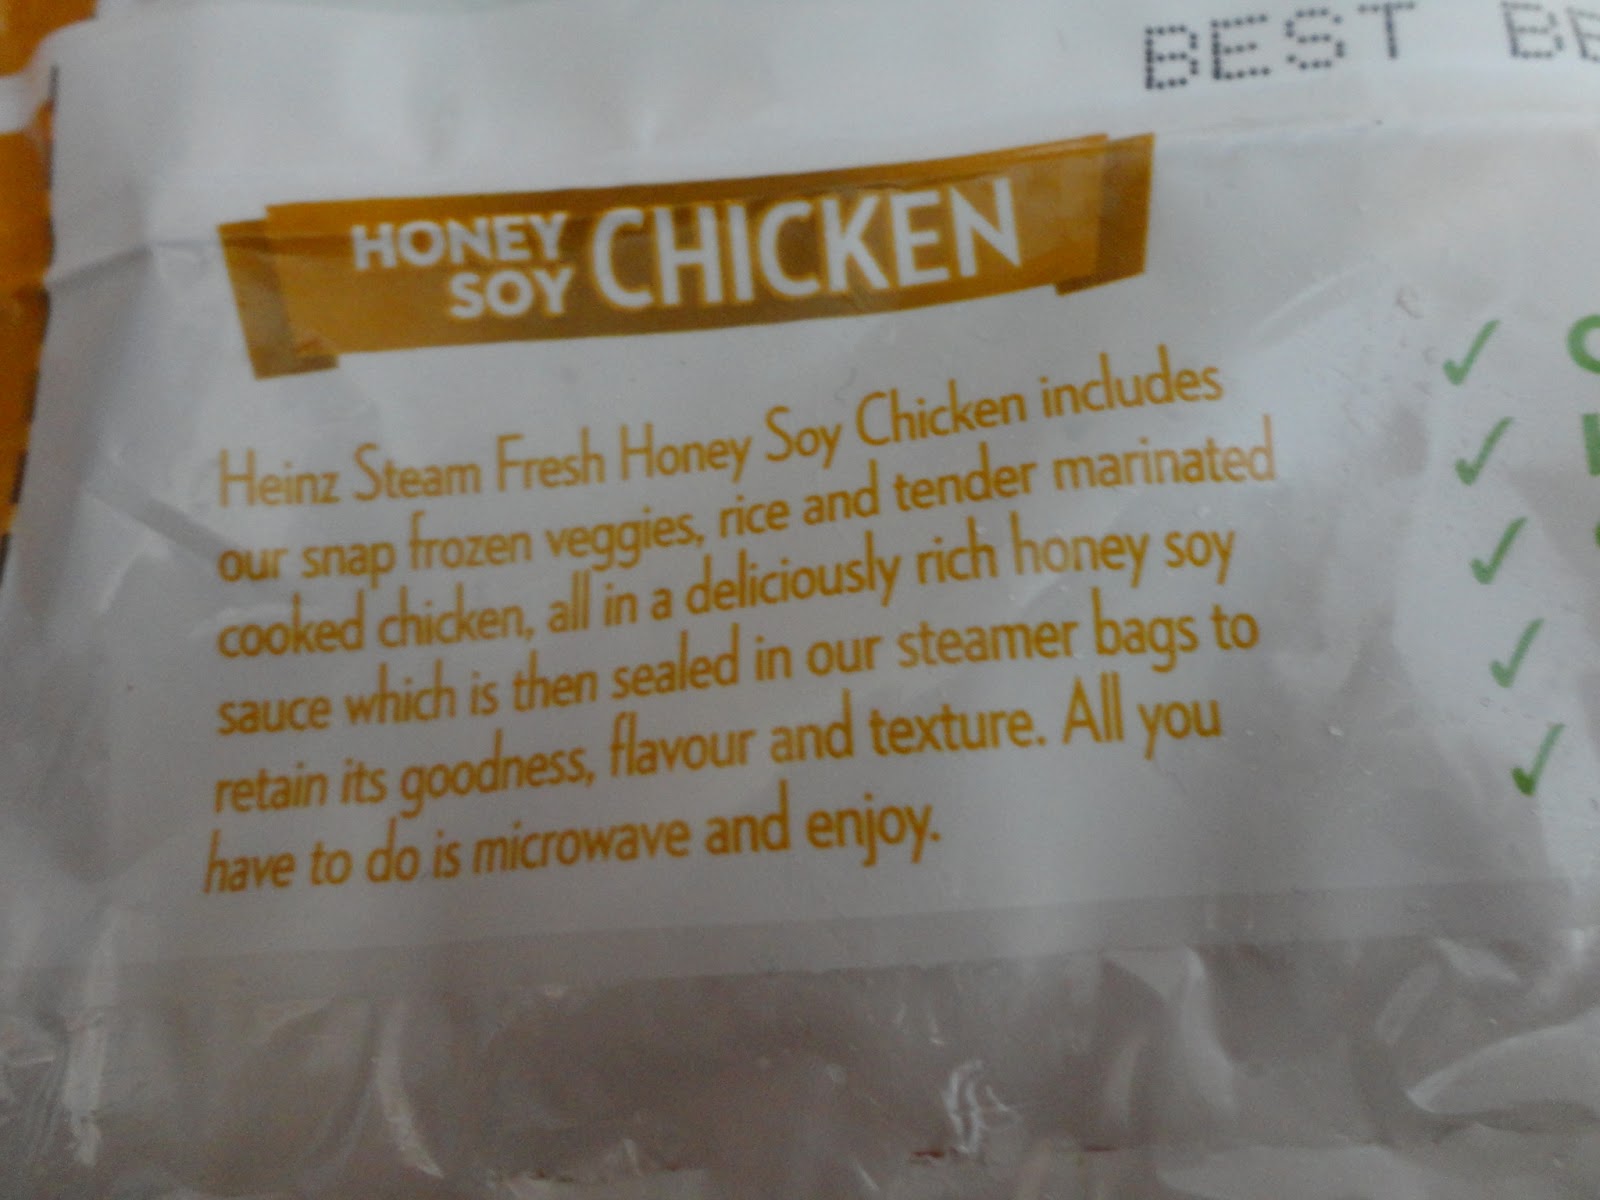 BEST
HONEY
SOY CHICKEN
Heinz Steam Fresh Honey Soy Chicken includes
our snap frozen veggies, rice and tender marinated
cooked chicken, all in a deliciously rich honey soy
sauce which is then sealed in our steamer bags to
retain its goodness, flavour and texture. All you
have to do is microwave and enjoy.